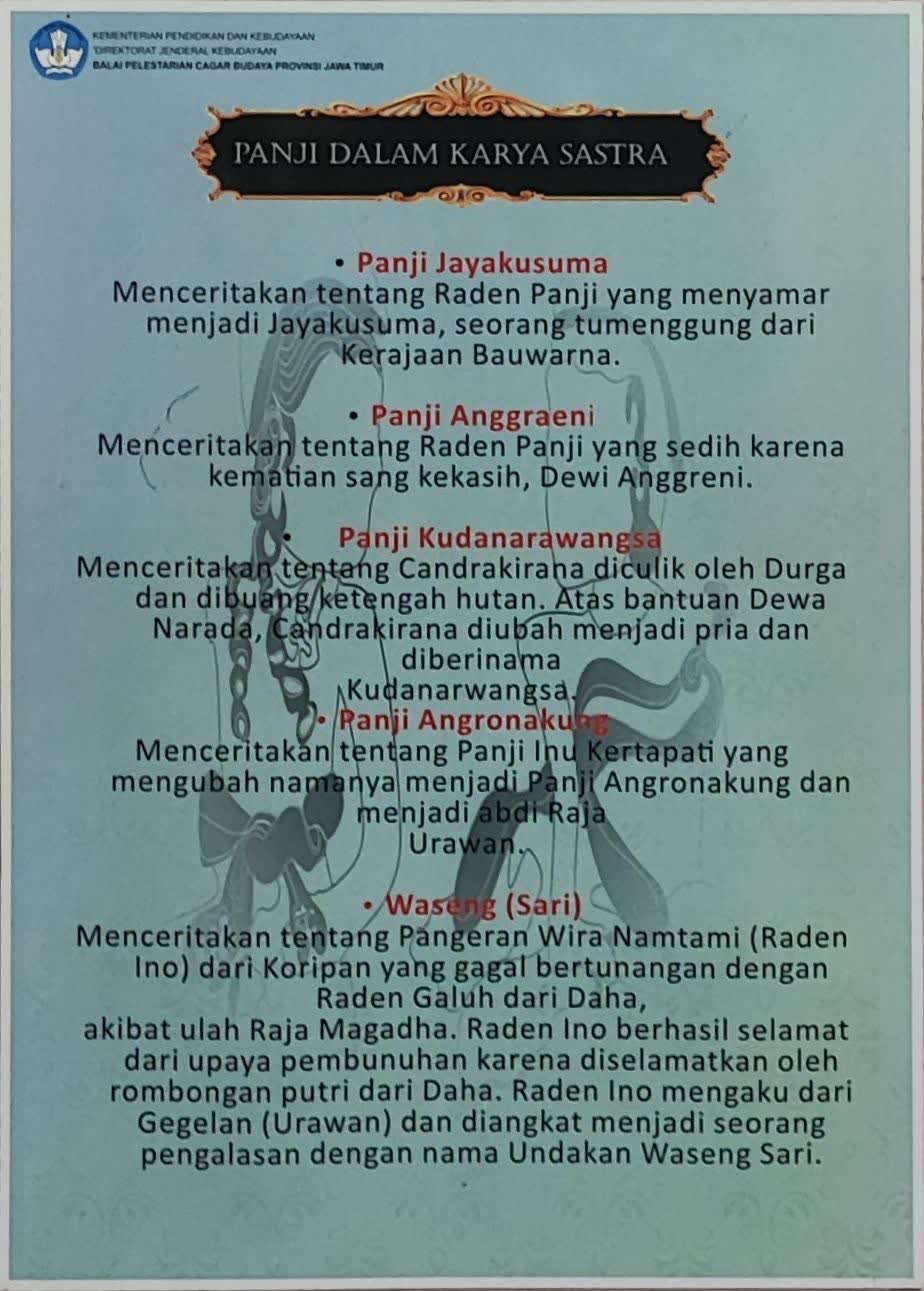 KEMENTERIAN PENDIDIKAN DAN KEBUDAYAAN
DIREKTORAT JENDERAL KEBUDAYAAN
BALAI PELESTARIAN CAGAR BUDAYA PROVINSI JAWA TIMUR
PANJI DALAM KARYA SASTRA
• Panji Jayakusuma
Menceritakan tentang Raden Panji yang menyamar
menjadi Jayakusuma, seorang tumenggung dari
Kerajaan Bauwarna.
• Panji Anggraeni
Menceritakan tentang Raden Panji yang sedih karena
kematian sang kekasih, Dewi Anggreni.
• Panji Kudanarawangsa
Menceritakan tentang Candrakirana diculik oleh Durga
dan dibuang ketengah hutan. Atas bantuan Dewa
Narada, Candrakirana diubah menjadi pria dan
diberinama
Kudanarwangsa.
• Panji Angronakung
Menceritakan tentang Panji Inu Kertapati yang
mengubah namanya menjadi Panji Angronakung dan
menjadi abdi Raja
Urawan.
• Waseng (Sari)
Menceritakan tentang Pangeran Wira Namtami (Raden
Ino) dari Koripan yang gagal bertunangan dengan
Raden Galuh dari Daha,
akibat ulah Raja Magadha. Raden Ino berhasil selamat
dari upaya pembunuhan karena diselamatkan oleh
rombongan putri dari Daha. Raden Ino mengaku dari
Gegelan (Urawan) dan diangkat menjadi seorang
pengalasan dengan nama Undakan Waseng Sari.